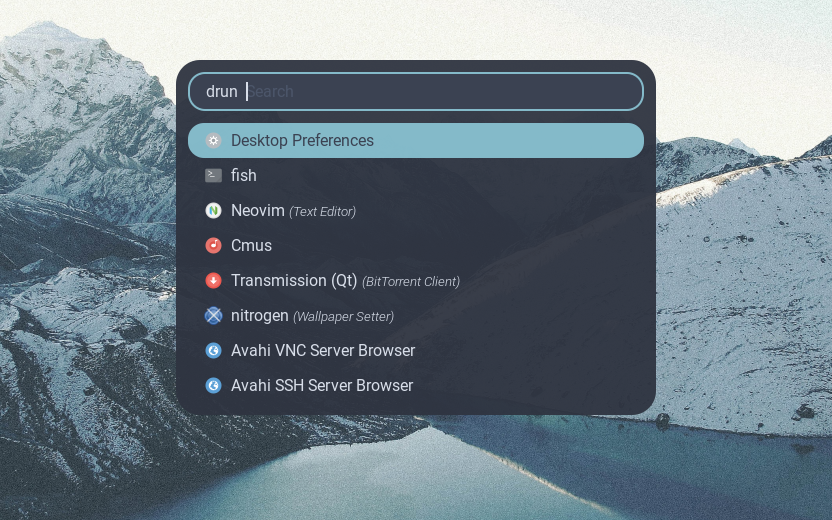 drun Search
Desktop Preferences
fish
Neovim (Text Editor)
Cmus
Transmission (Qt) (BitTorrent Client)
nitrogen (Wallpaper Setter)
Avahi VNC Server Browser
Avahi SSH Server Browser